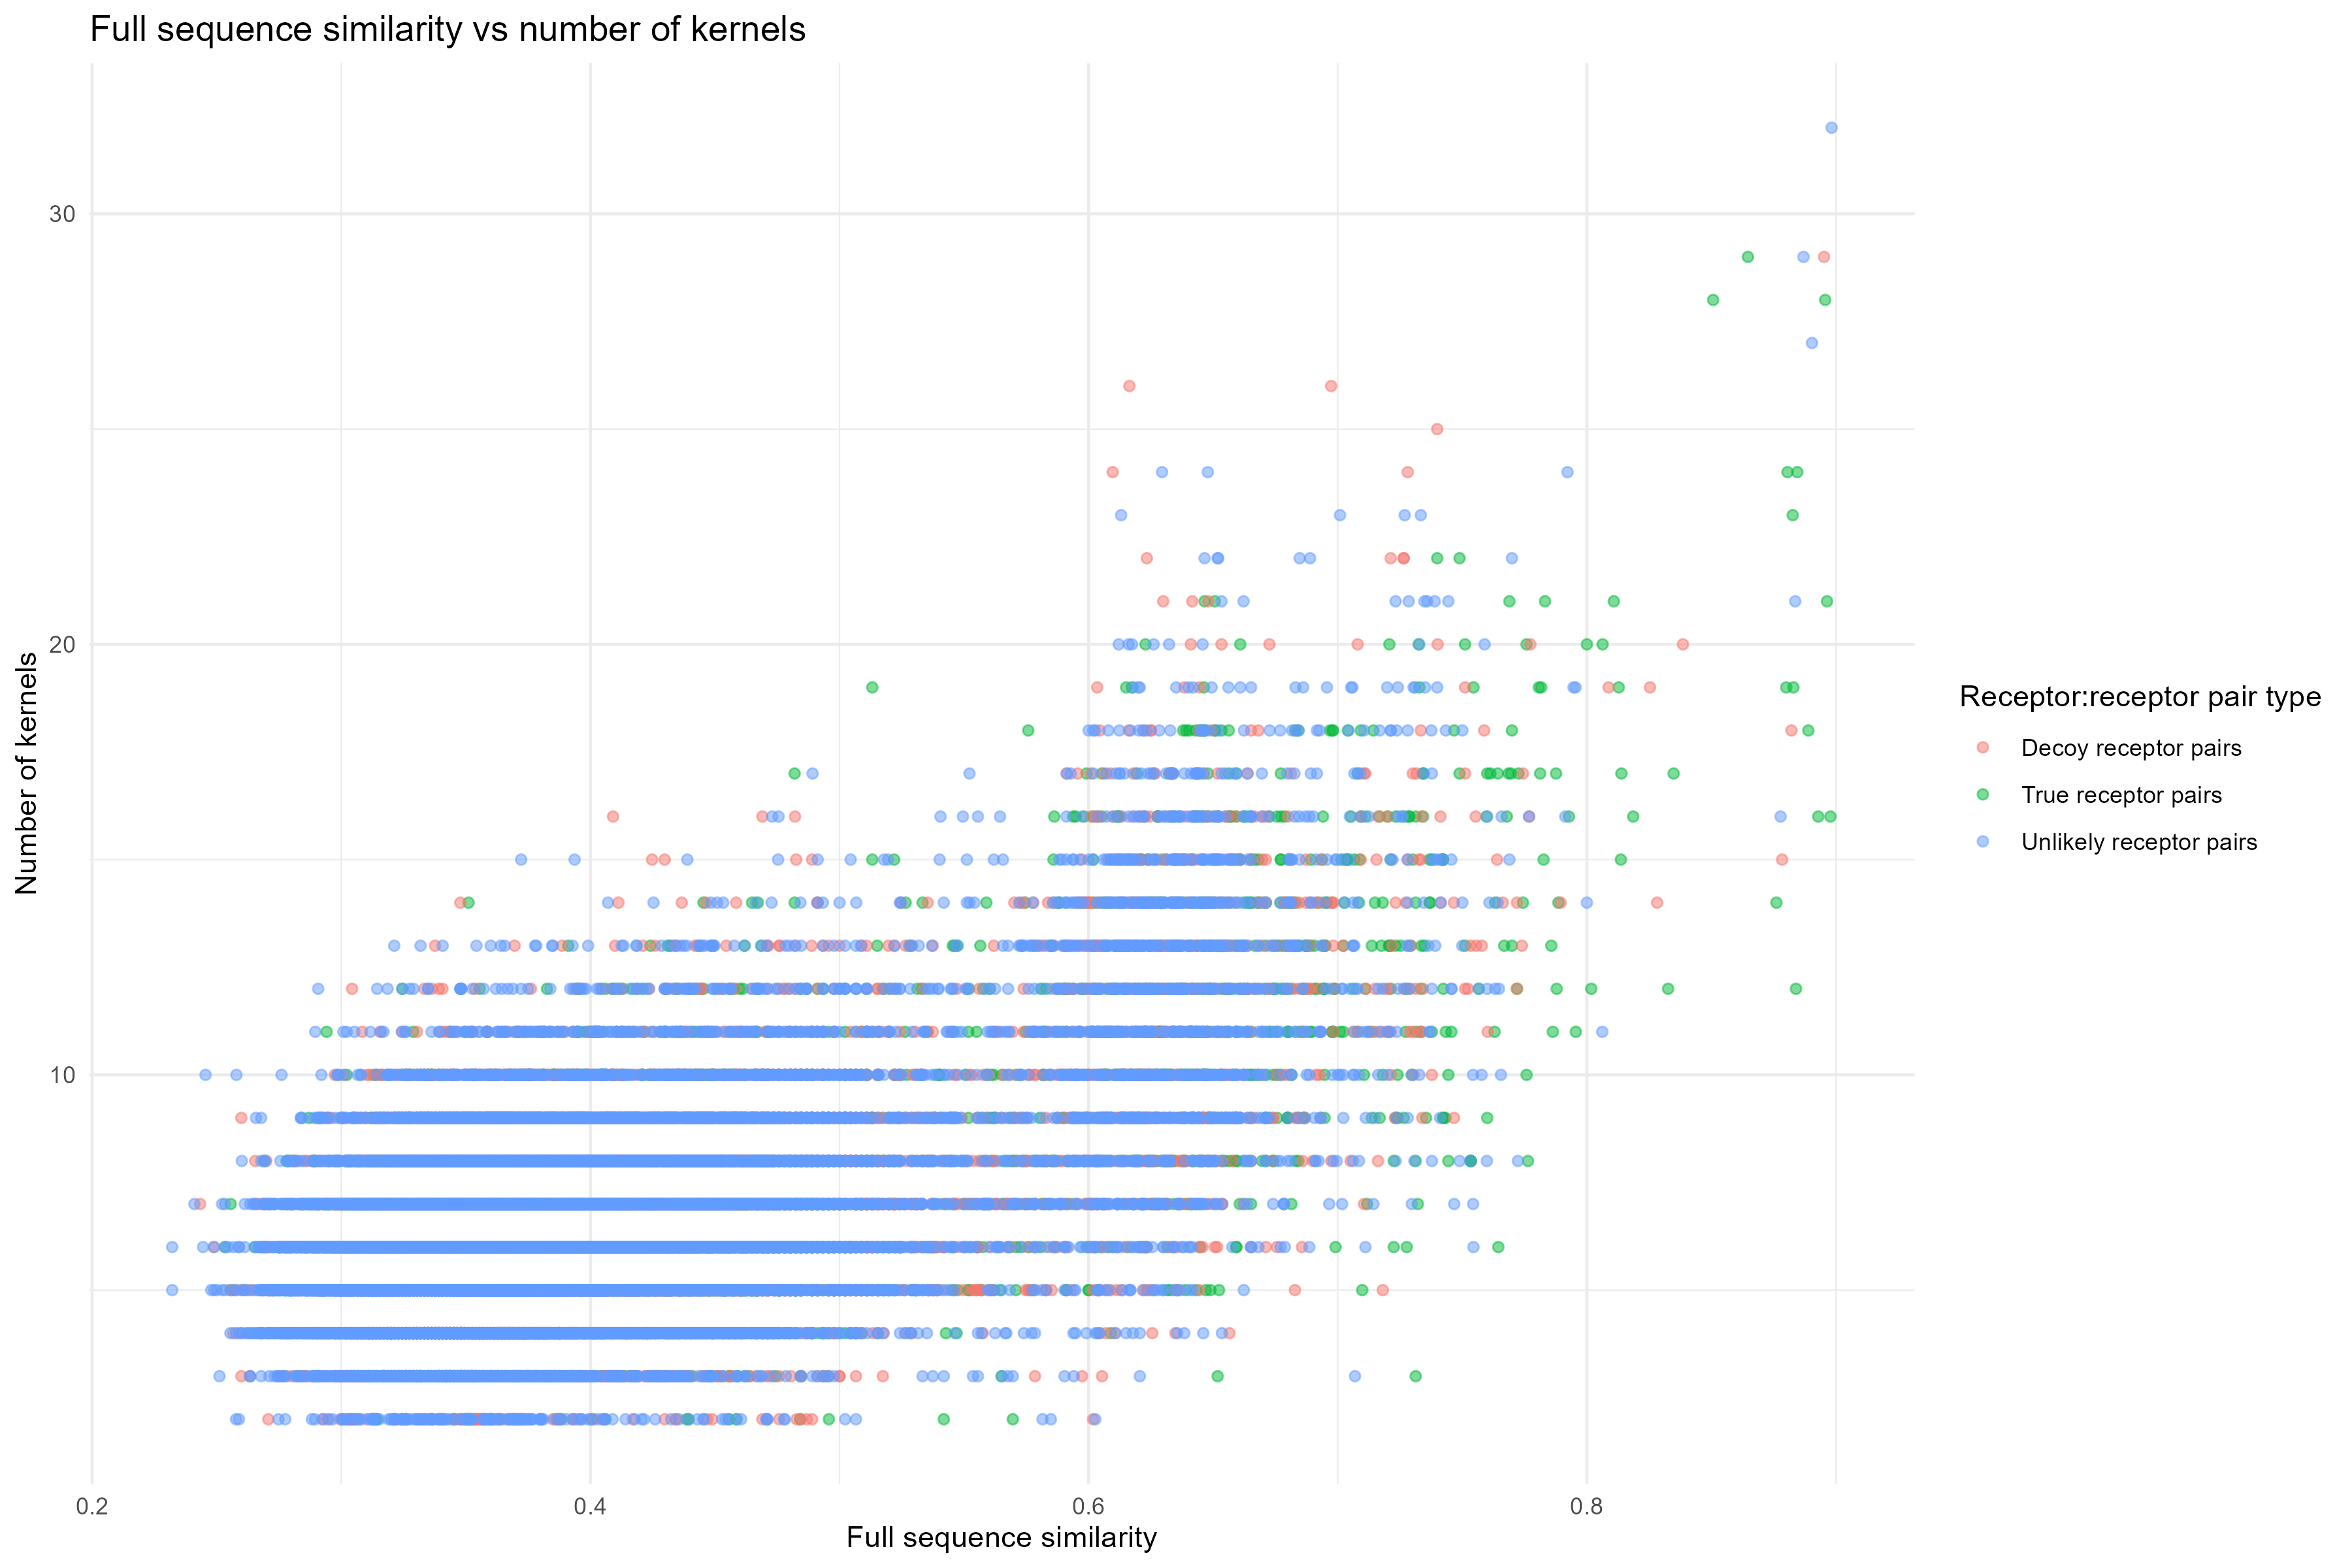 Full sequence similarity vs number of kernels
30
20
10
Number of kernels
0.2
0.4
0.6
0.8
Full sequence similarity
Receptor:receptor pair type
Decoy receptor pairs
True receptor pairs
Unlikely receptor pairs